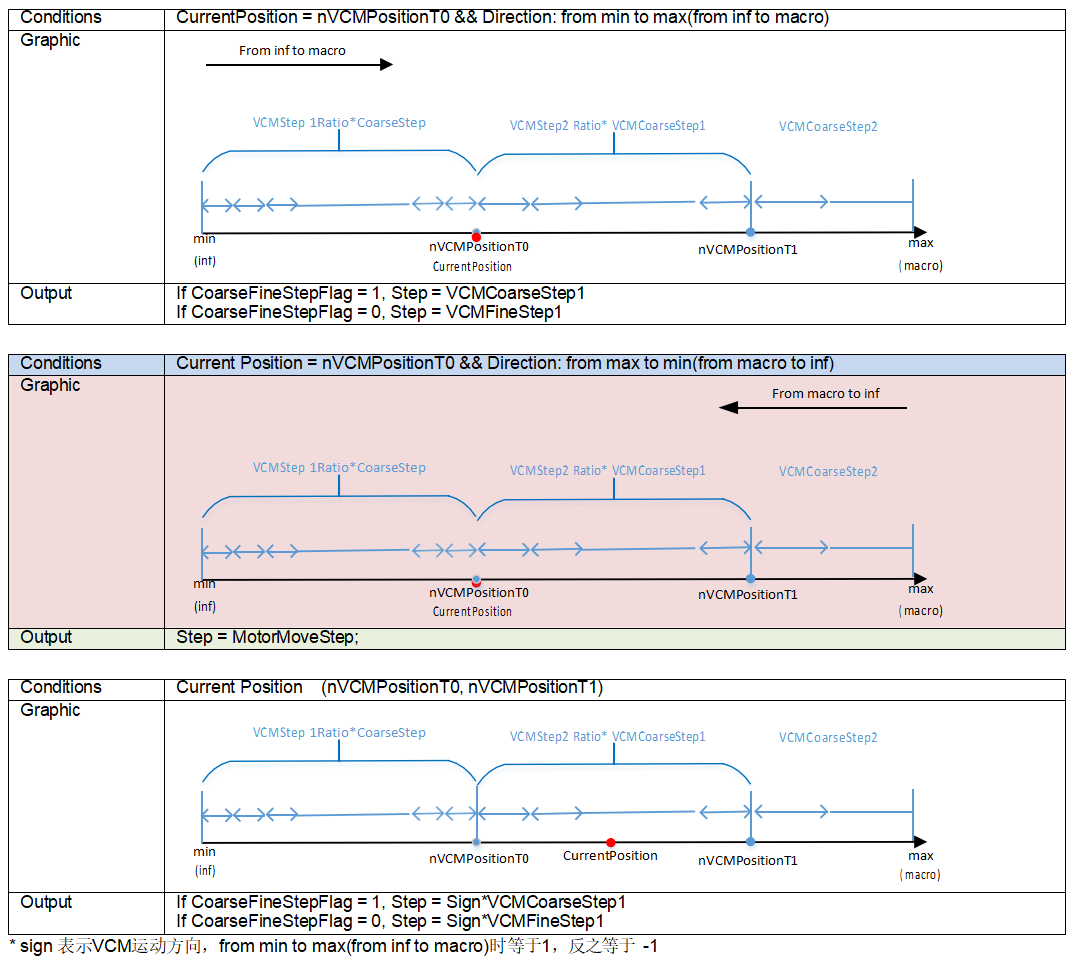 Conditions CurrentPosition = nVCMPositionT0 && Direction: from min to max(from inf to macro)
Graphic
From inf to macro
VCMStep 1Ratio*CoarseStep VCMStep2 Ratio* VCMCoarseStep1 VCMCoarseStep2
min nVCMPositionT0 nVCMPositionT1 max
(inf) CurrentPosition (macro)
Output If CoarseFineStepFlag = 1, Step = VCMCoarseStep1
If CoarseFineStepFlag = 0, Step = VCMFineStep1
Conditions Current Position = nVCMPositionT0 && Direction: from max to min(from macro to inf)
Graphic
From macro to inf
VCMStep 1Ratio*CoarseStep VCMStep2 Ratio* VCMCoarseStep1 VCMCoarseStep2
min nVCMPositionT0 nVCMPositionT1 max
(inf) CurrentPosition (macro)
Output Step = MotorMoveStep;
Conditions Current Position (nVCMPositionT0, nVCMPositionT1)
Graphic
VCMStep 1Ratio*CoarseStep VCMStep2 Ratio* VCMCoarseStep1 VCMCoarseStep2
min nVCMPositionT0 CurrentPosition nVCMPositionT1 max
(inf) (macro)
Output If CoarseFineStepFlag = 1, Step = Sign*VCMCoarseStep1
If CoarseFineStepFlag = 0, Step = Sign*VCMFineStep1
* sign 表示VCM运动方向，from min to max(from inf to macro)时等于1，反之等于 -1